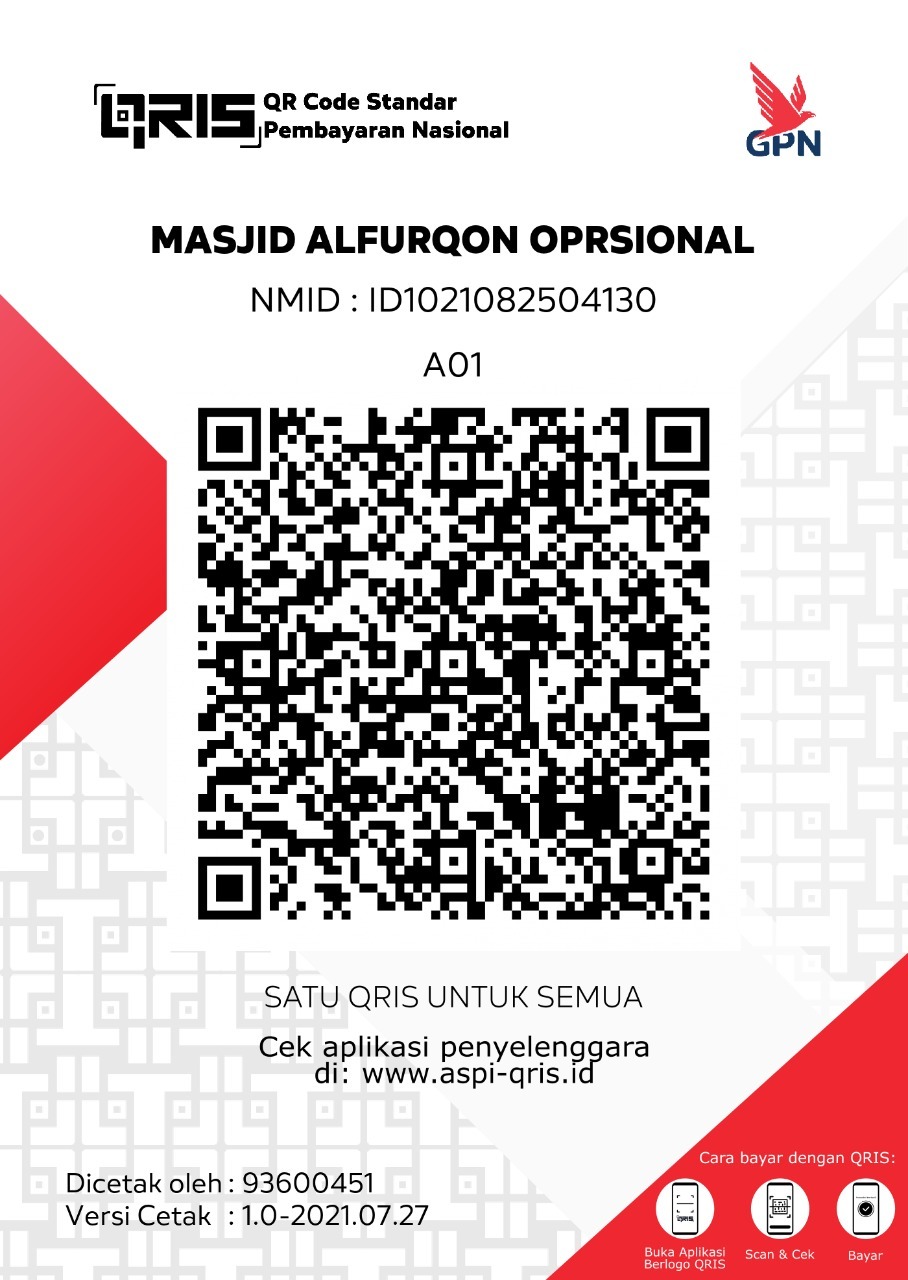 QRIS QR Code Standar
Pembayaran Nasional
GPN
MASJID ALFURQON OPRSIONAL
NMID : ID1021082504130
A01
SATU QRIS UNTUK SEMUA
Cek aplikasi penyelenggara
di: www.aspi-qris.id
Dicetak oleh : 93600451
Versi Cetak : 1.0-2021.07.27
Cara bayar dengan QRIS:
QRIS
Buka Aplikasi
Berlogo QRIS
Scan & Cek
Bayar